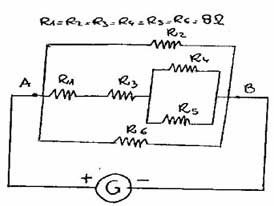 R1=R2=R3=R4=R5=R6=8Ω
R2
R4
A R1 R3 B
R5
R6
+ G −